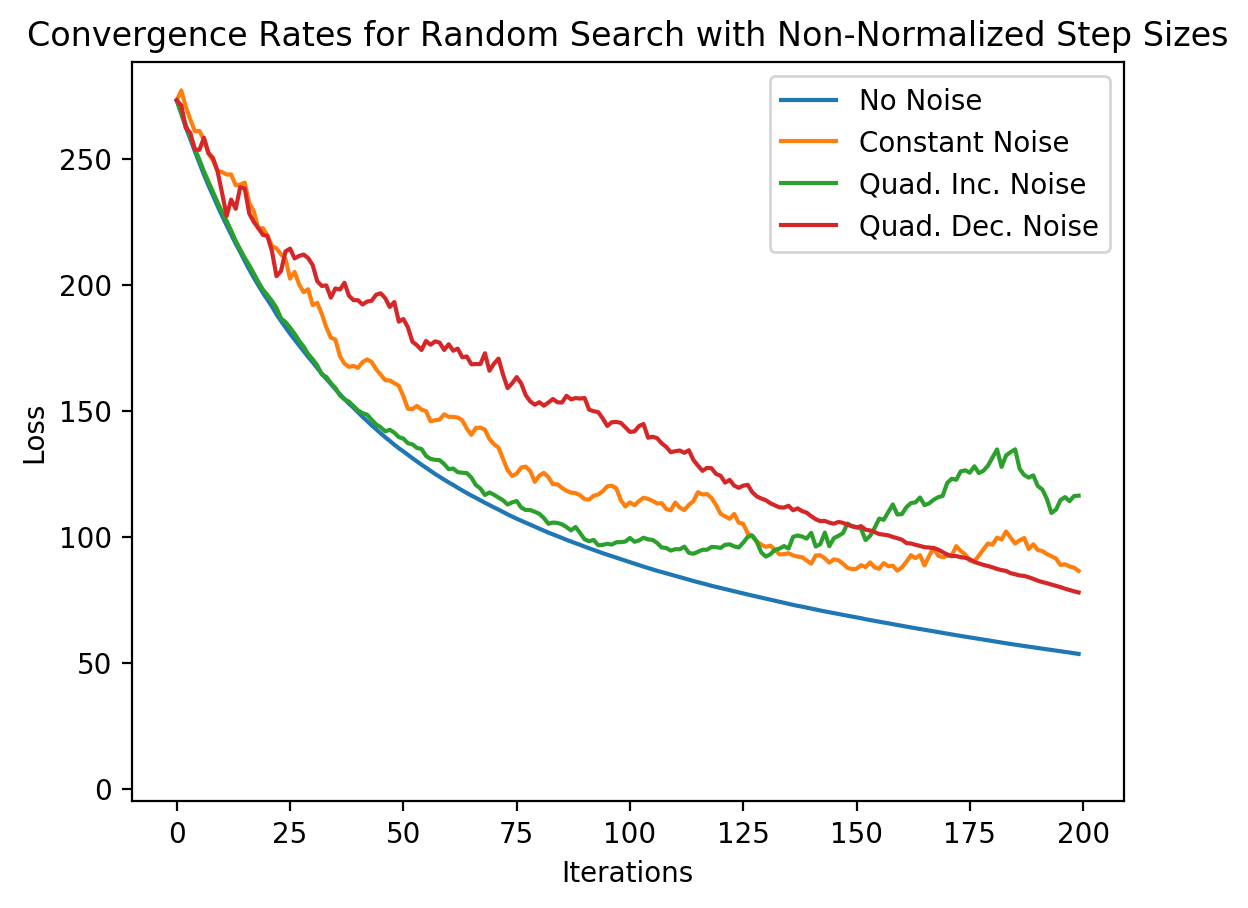 Convergence Rates for Random Search with Non-Normalized Step Sizes
No Noise
Constant Noise
Quad. Inc. Noise
Quad. Dec. Noise
250
200
150
100
50
0
Loss
0 25 50 75 100 125 150 175 200
Iterations